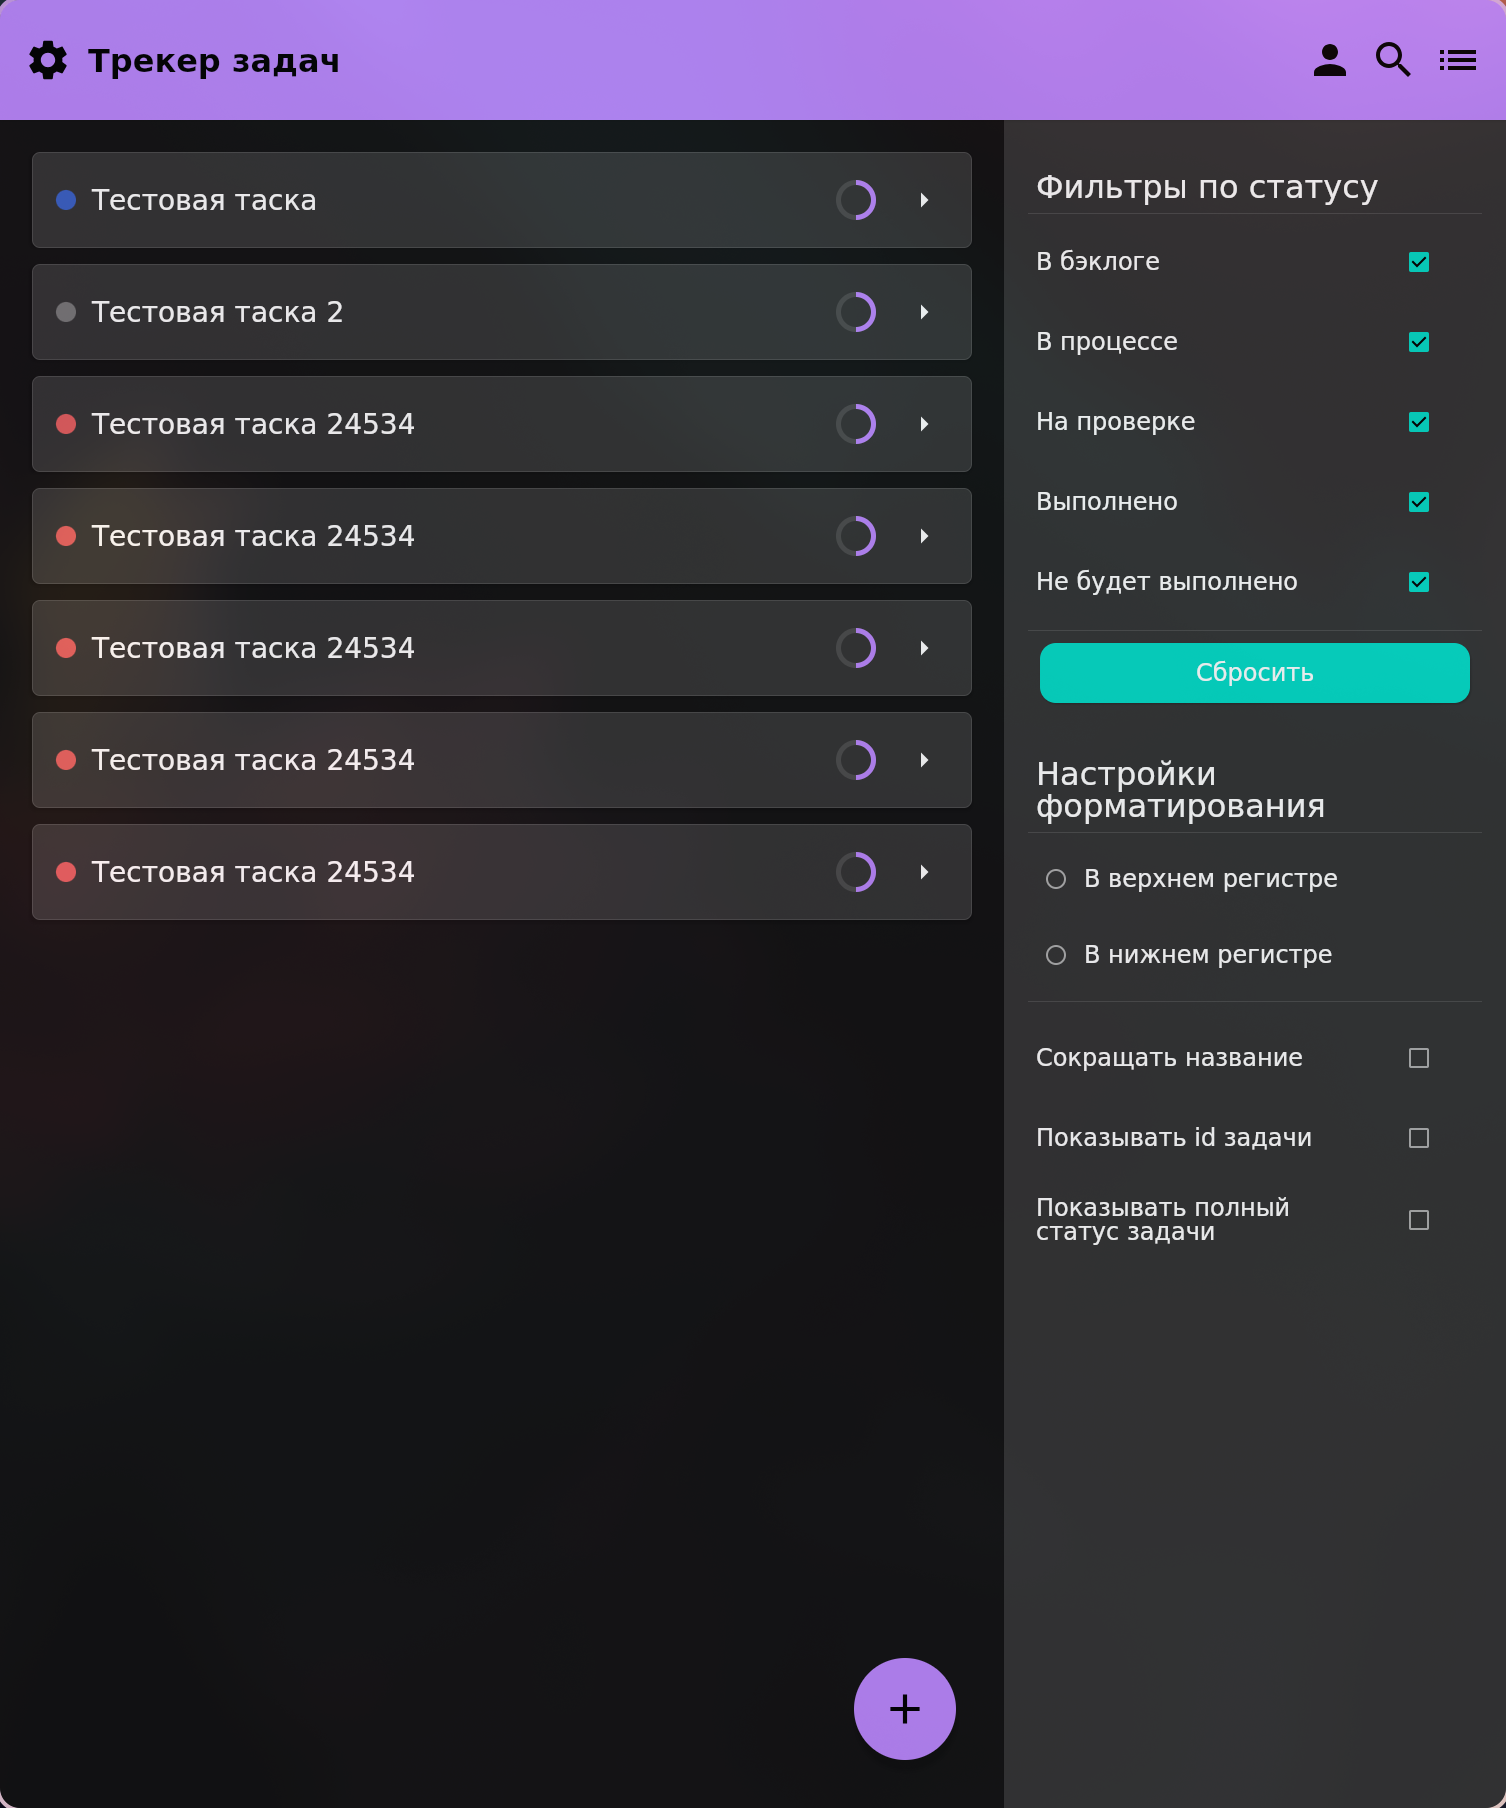 Трекер задач
Тестовая таска
Тестовая таска 2
Тестовая таска 24534
Тестовая таска 24534
Тестовая таска 24534
Тестовая таска 24534
Тестовая таска 24534
Фильтры по статусу
В бэклоге
В процессе
На проверке
Выполнено
Не будет выполнено
Сбросить
Настройки
форматирования
В верхнем регистре
В нижнем регистре
Сокращать название
Показывать id задачи
Показывать полный
статус задачи